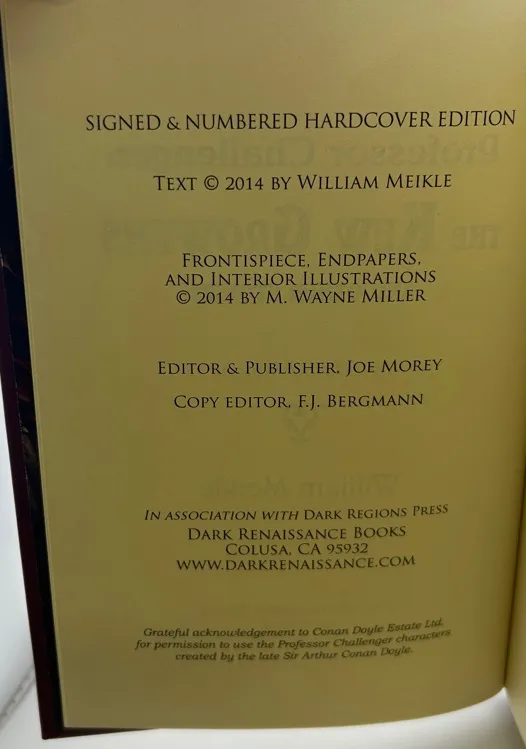 SIGNED & NUMBERED HARDCOVER EDITION
TEXT © 2014 BY WILLIAM MEIKLE
FRONTISPIECE, ENDPAPERS,
AND INTERIOR ILLUSTRATIONS
© 2014 BY M. WAYNE MILLER
EDITOR & PUBLISHER, JOE MOREY
COPY EDITOR, F.J. BERGMANN
IN ASSOCIATION WITH DARK REGIONS PRESS
DARK RENAISSANCE BOOKS
COLUSA, CA 95932
WWW.DARKRENAISSANCE.COM
Grateful acknowledgement to Conan Doyle Estate Ltd.
for permission to use the Professor Challenger characters
created by the late Sir Arthur Conan Doyle.